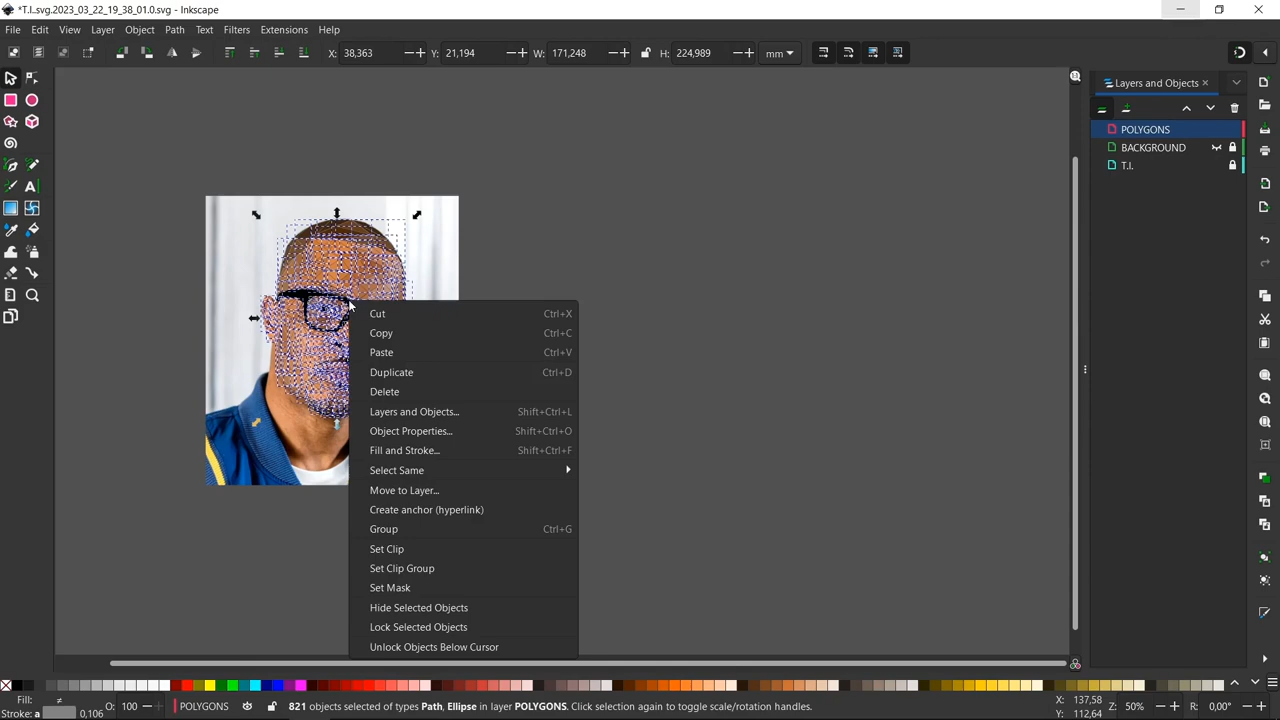 *T.I..svg.2023_03_22_19_38_01.0.svg - Inkscape
File Edit View Layer Object Path Text Filters Extensions Help
X: 38,363 Y: 21,194 W: 171,248 H: 224,989 mm
Layers and Objects
POLYGONS
BACKGROUND
T.I.
Cut Ctrl+X
Copy Ctrl+C
Paste Ctrl+V
Duplicate Ctrl+D
Delete
Layers and Objects... Shift+Ctrl+L
Object Properties... Shift+Ctrl+O
Fill and Stroke... Shift+Ctrl+F
Select Same
Move to Layer...
Create anchor (hyperlink)
Group Ctrl+G
Set Clip
Set Clip Group
Set Mask
Hide Selected Objects
Lock Selected Objects
Unlock Objects Below Cursor
Fill: ≠ O: 100 POLYGONS 821 objects selected of types Path, Ellipse in layer POLYGONS. Click selection again to toggle scale/rotation handles. X: 137,58 Z: 50% R: 0,00°
Stroke: a 0,106 Y: 112,64